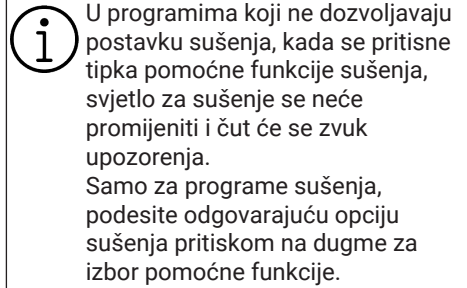 U programima koji ne dozvoljavaju
postavku sušenja, kada se pritisne
tipka pomoćne funkcije sušenja,
svjetlo za sušenje se neće
promijeniti i čut će se zvuk
upozorenja.
Samo za programe sušenja,
podesite odgovarajuću opciju
sušenja pritiskom na dugme za
izbor pomoćne funkcije.